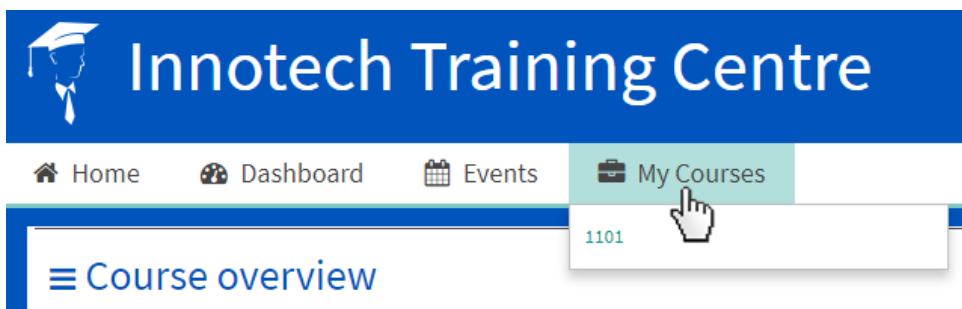 Innotech Training Centre
Home Dashboard Events My Courses
1101
Course overview